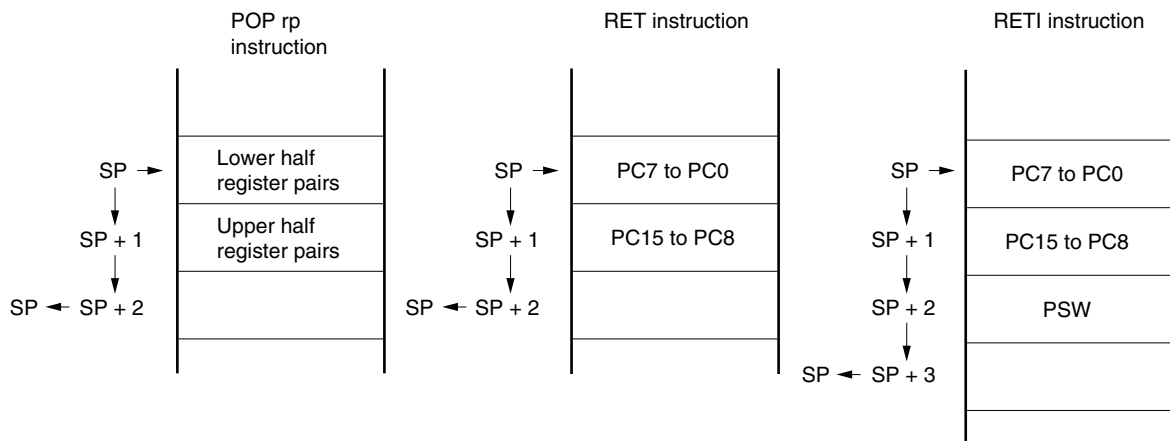 POP rp
instruction
SP
Lower half
register pairs
SP + 1
Upper half
register pairs
SP
SP + 2
RET instruction
SP
PC7 to PC0
SP + 1
PC15 to PC8
SP
SP + 2
RETI instruction
SP
PC7 to PC0
SP + 1
PC15 to PC8
SP + 2
PSW
SP
SP + 3